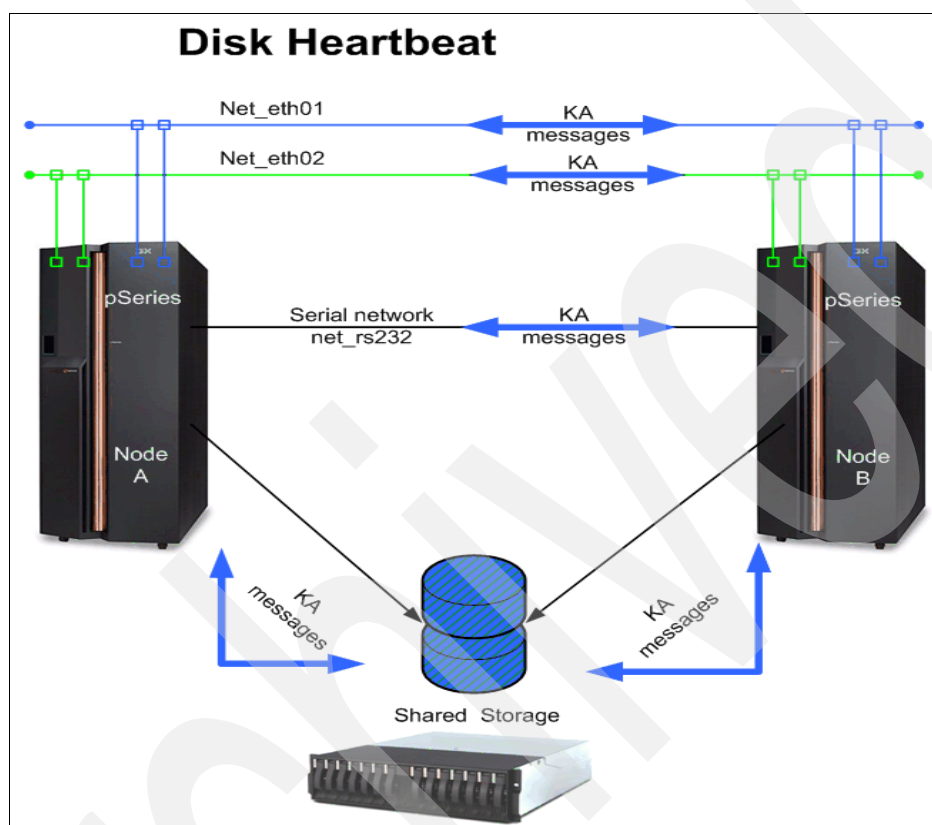 Disk Heartbeat
Net_eth01
KA
messages
Net_eth02
KA
messages
pSeries
pSeries
Serial network
net_rs232
KA
messages
Node
A
Node
B
KA
messages
KA
messages
Shared Storage